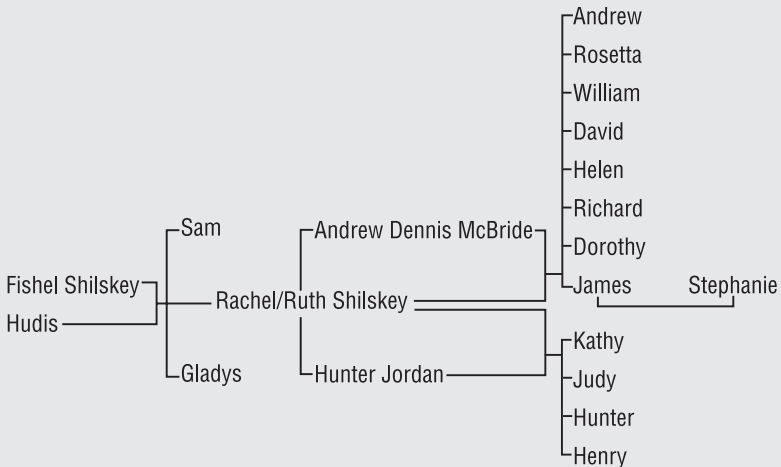 Andrew
Rosetta
William
David
Helen
Richard
Dorothy
James Stephanie
Sam
Andrew Dennis McBride
Fishel Shilskey
Rachel/Ruth Shilskey
Hudis
Gladys
Hunter Jordan
Kathy
Judy
Hunter
Henry